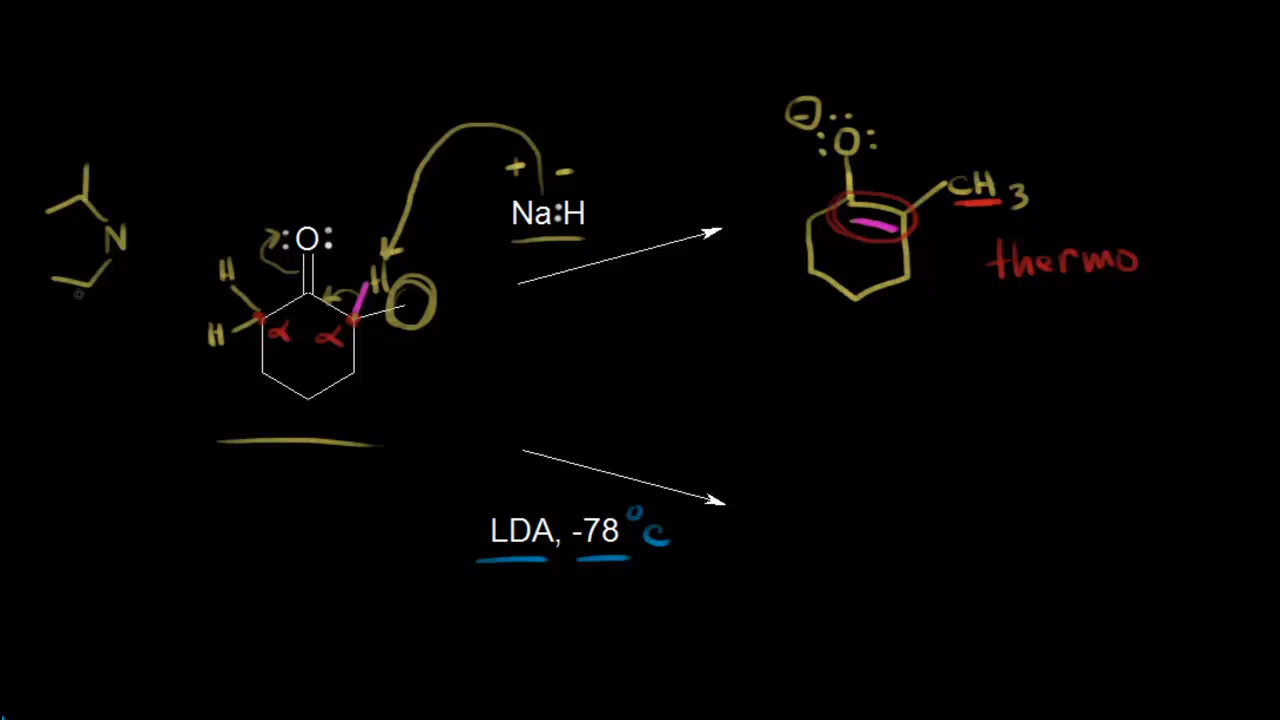 ⊖
:O:
CH3
thermo
+ -
Na:H
N
:O:
H
H
H
α
α
LDA, -78 °C